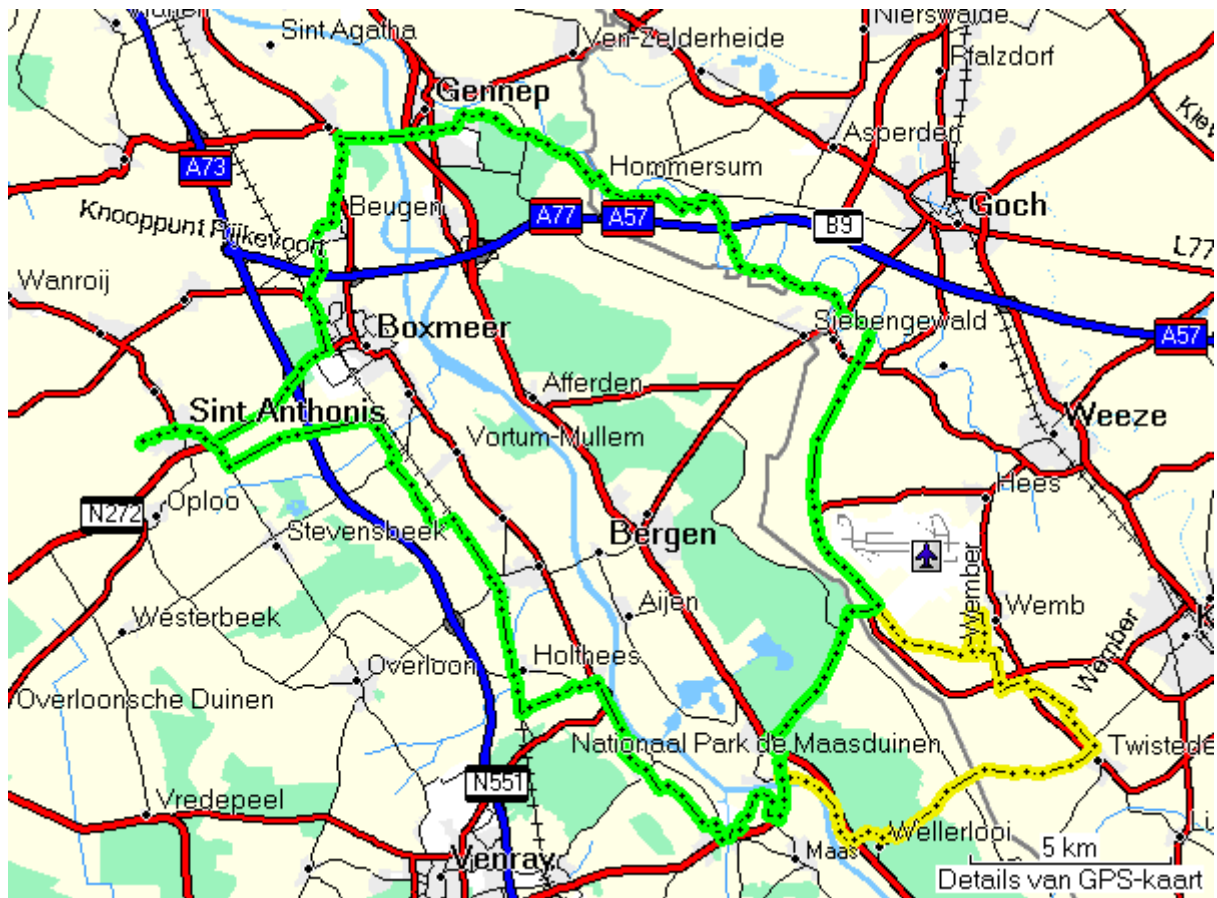 Sint Agatha
Ven-Zelderheide
Nierswalde
Pfalzdorf
Gennep
Asperden
A73
Hommersum
Goch
Beugen
A77
A57
B9
L77
Knooppunt Rijkevoort
Wanroij
Boxmeer
Siebengewald
A57
Afferden
Sint Anthonis
Vortum-Mullem
Weeze
Hees
N272
Oploo
Stevensbeek
Bergen
Aijen
Wember
Wemb
Westerbeek
Wember
Overloon
Holthees
Overloonsche Duinen
Nationaal Park de Maasduinen
Twistede
N551
Vredepeel
Wellerlooi
Venray
Maas
5 km
Details van GPS-kaart